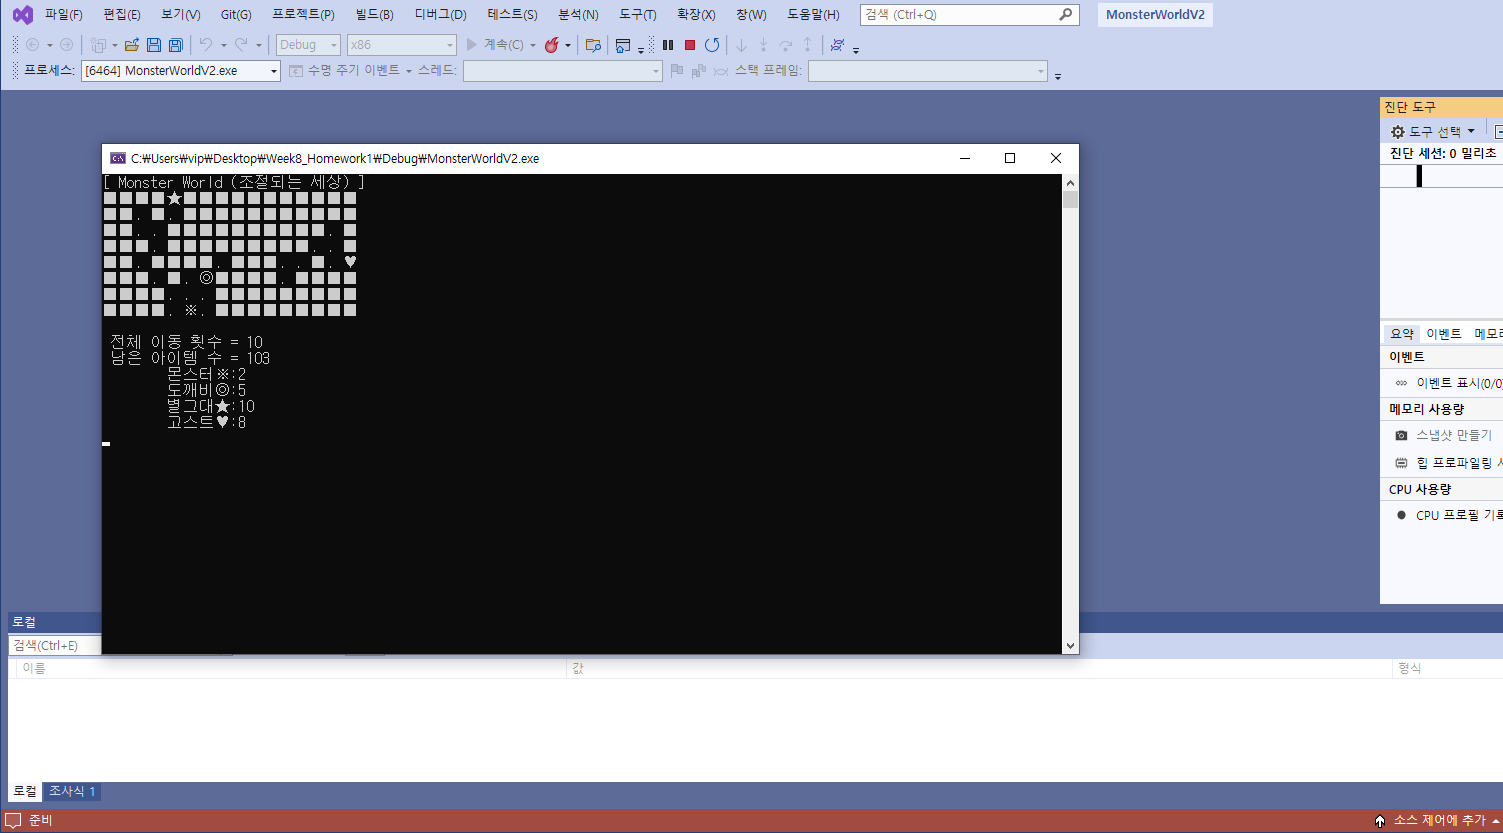 파일(F) 편집(E) 보기(V) Git(G) 프로젝트(P) 빌드(B) 디버그(D) 테스트(S) 분석(N) 도구(T) 확장(X) 창(W) 도움말(H) 검색 (Ctrl+Q) MonsterWorldV2
Debug x86 계속(C)
프로세스: [6464] MonsterWorldV2.exe 수명 주기 이벤트 스레드: 스택 프레임:
진단 도구
도구 선택
진단 세션: 0 밀리초
C:\Users\vip\Desktop\Week8_Homework1\Debug\MonsterWorldV2.exe
[ Monster World (조절되는 세상) ]
■■■■★■■■■■■■■■■■
■■.■.■■■■■■■■■■■
■■..■■■■■■■■■■.■
■■■.■■■■■■■■■..■
■■.■■■■.■■■..■.♥
■■■.■.◎■■■■.■■■■
■■■■...■■■■■■■■■
■■■■.※.■■■■■■■■■
전체 이동 횟수 = 10
남은 아이템 수 = 103
몬스터※:2
도깨비◎:5
별그대★:10
고스트♥:8
요약 이벤트 메모리
이벤트
이벤트 표시(0/0)
메모리 사용량
스냅샷 만들기
힙 프로파일링
CPU 사용량
CPU 프로필 기록
로컬
검색(Ctrl+E)
이름 값 형식
로컬 조사식 1
준비 소스 제어에 추가